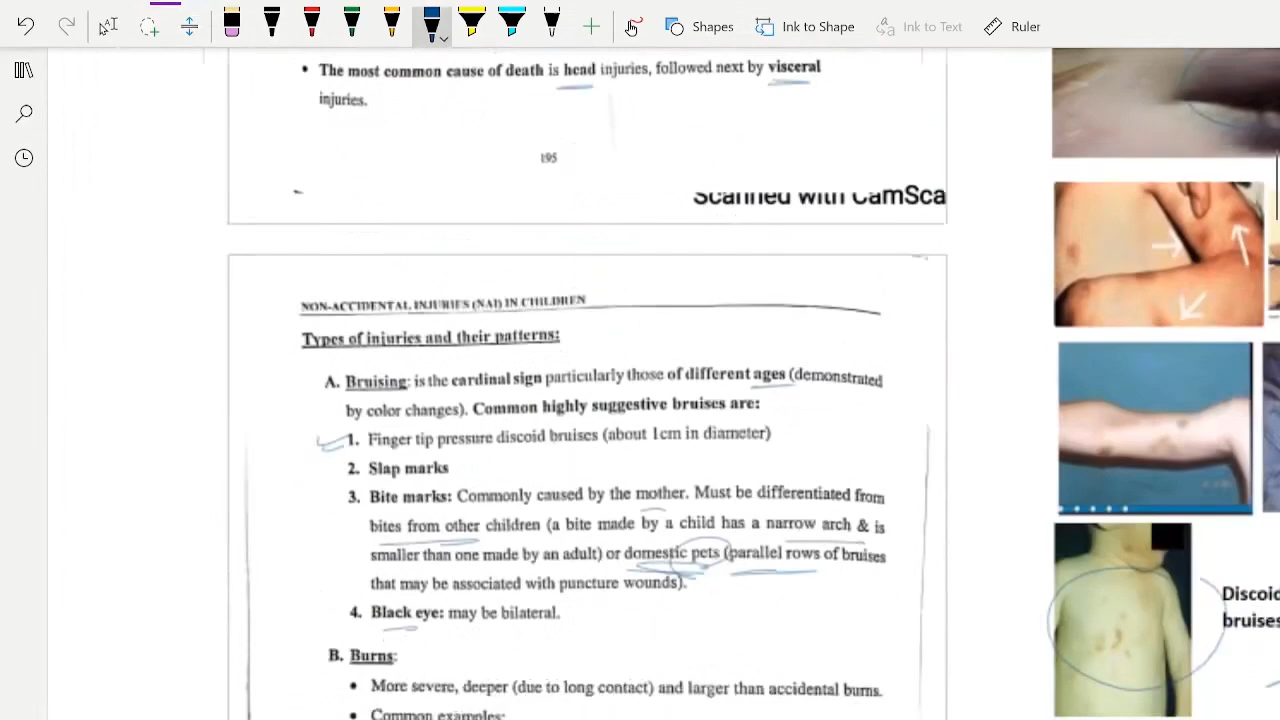 Shapes
Ink to Shape
Ink to Text
Ruler
• The most common cause of death is head injuries, followed next by visceral
injuries.
195
Scanned with CamSca
NON-ACCIDENTAL INJURIES (NAI) IN CHILDREN
Types of injuries and their patterns:
A. Bruising: is the cardinal sign particularly those of different ages (demonstrated
by color changes). Common highly suggestive bruises are:
1. Finger tip pressure discoid bruises (about 1cm in diameter)
2. Slap marks
3. Bite marks: Commonly caused by the mother. Must be differentiated from
bites from other children (a bite made by a child has a narrow arch & is
smaller than one made by an adult) or domestic pets (parallel rows of bruises
that may be associated with puncture wounds).
4. Black eye: may be bilateral.
B. Burns:
• More severe, deeper (due to long contact) and larger than accidental burns.
• Common examples:
Discoid
bruises